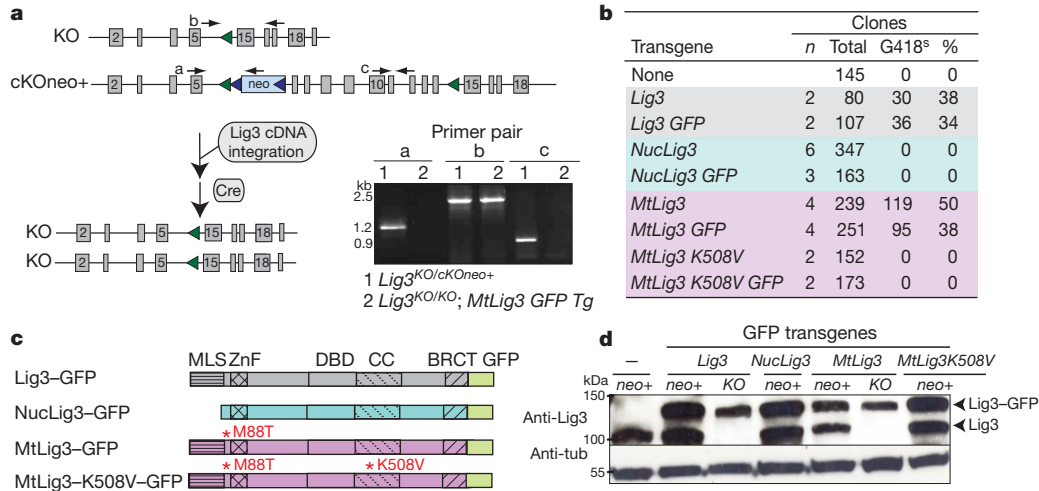 a
b
KO
2
5
15
18
a
c
cKOneo+
2
5
neo
10
15
18
Lig3 cDNA
integration
Cre
KO
2
5
15
18
KO
2
5
15
18
Primer pair
a b c
1 2 1 2 1 2
kb
2.5
1.2
0.9
1 Lig3KO/cKOneo+
2 Lig3KO/KO; MtLig3 GFP Tg
b
Clones
Transgene n Total G418s %
None 145 0 0
Lig3 2 80 30 38
Lig3 GFP 2 107 36 34
NucLig3 6 347 0 0
NucLig3 GFP 3 163 0 0
MtLig3 4 239 119 50
MtLig3 GFP 4 251 95 38
MtLig3 K508V 2 152 0 0
MtLig3 K508V GFP 2 173 0 0
c
MLS ZnF DBD CC BRCT GFP
Lig3–GFP
NucLig3–GFP
* M88T
MtLig3–GFP
* M88T * K508V
MtLig3–K508V–GFP
d
GFP transgenes
– Lig3 NucLig3 MtLig3 MtLig3K508V
kDa neo+ neo+ KO neo+ neo+ KO neo+
150
Anti-Lig3
Lig3–GFP
Lig3
100
Anti-tub
55